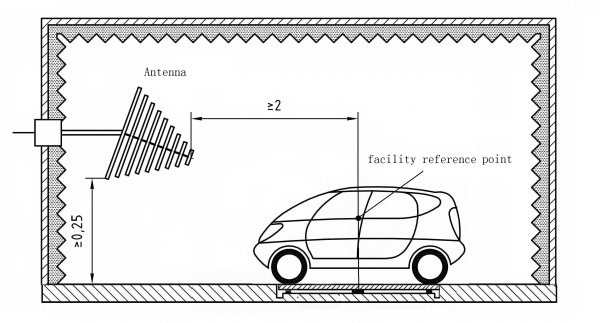 Antenna
≥2
facility reference point
≥0,25